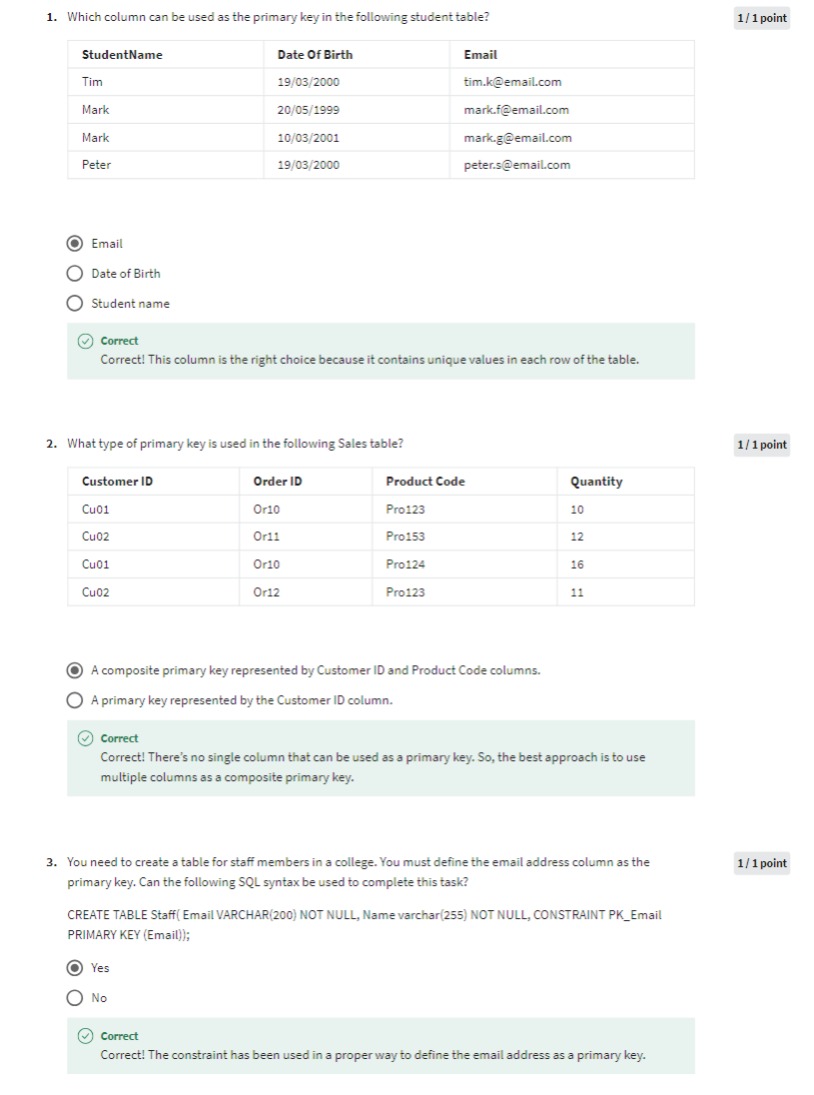 1. Which column can be used as the primary key in the following student table?
1 / 1 point
StudentName Date Of Birth Email
Tim 19/03/2000 tim.k@email.com
Mark 20/05/1999 mark.f@email.com
Mark 10/03/2001 mark.g@email.com
Peter 19/03/2000 peter.s@email.com
Email
Date of Birth
Student name
Correct
Correct! This column is the right choice because it contains unique values in each row of the table.
2. What type of primary key is used in the following Sales table?
1 / 1 point
Customer ID Order ID Product Code Quantity
Cu01 Or10 Pro123 10
Cu02 Or11 Pro153 12
Cu01 Or10 Pro124 16
Cu02 Or12 Pro123 11
A composite primary key represented by Customer ID and Product Code columns.
A primary key represented by the Customer ID column.
Correct
Correct! There's no single column that can be used as a primary key. So, the best approach is to use
multiple columns as a composite primary key.
3. You need to create a table for staff members in a college. You must define the email address column as the
1 / 1 point
primary key. Can the following SQL syntax be used to complete this task?
CREATE TABLE Staff( Email VARCHAR(200) NOT NULL, Name varchar(255) NOT NULL, CONSTRAINT PK_Email
PRIMARY KEY (Email));
Yes
No
Correct
Correct! The constraint has been used in a proper way to define the email address as a primary key.